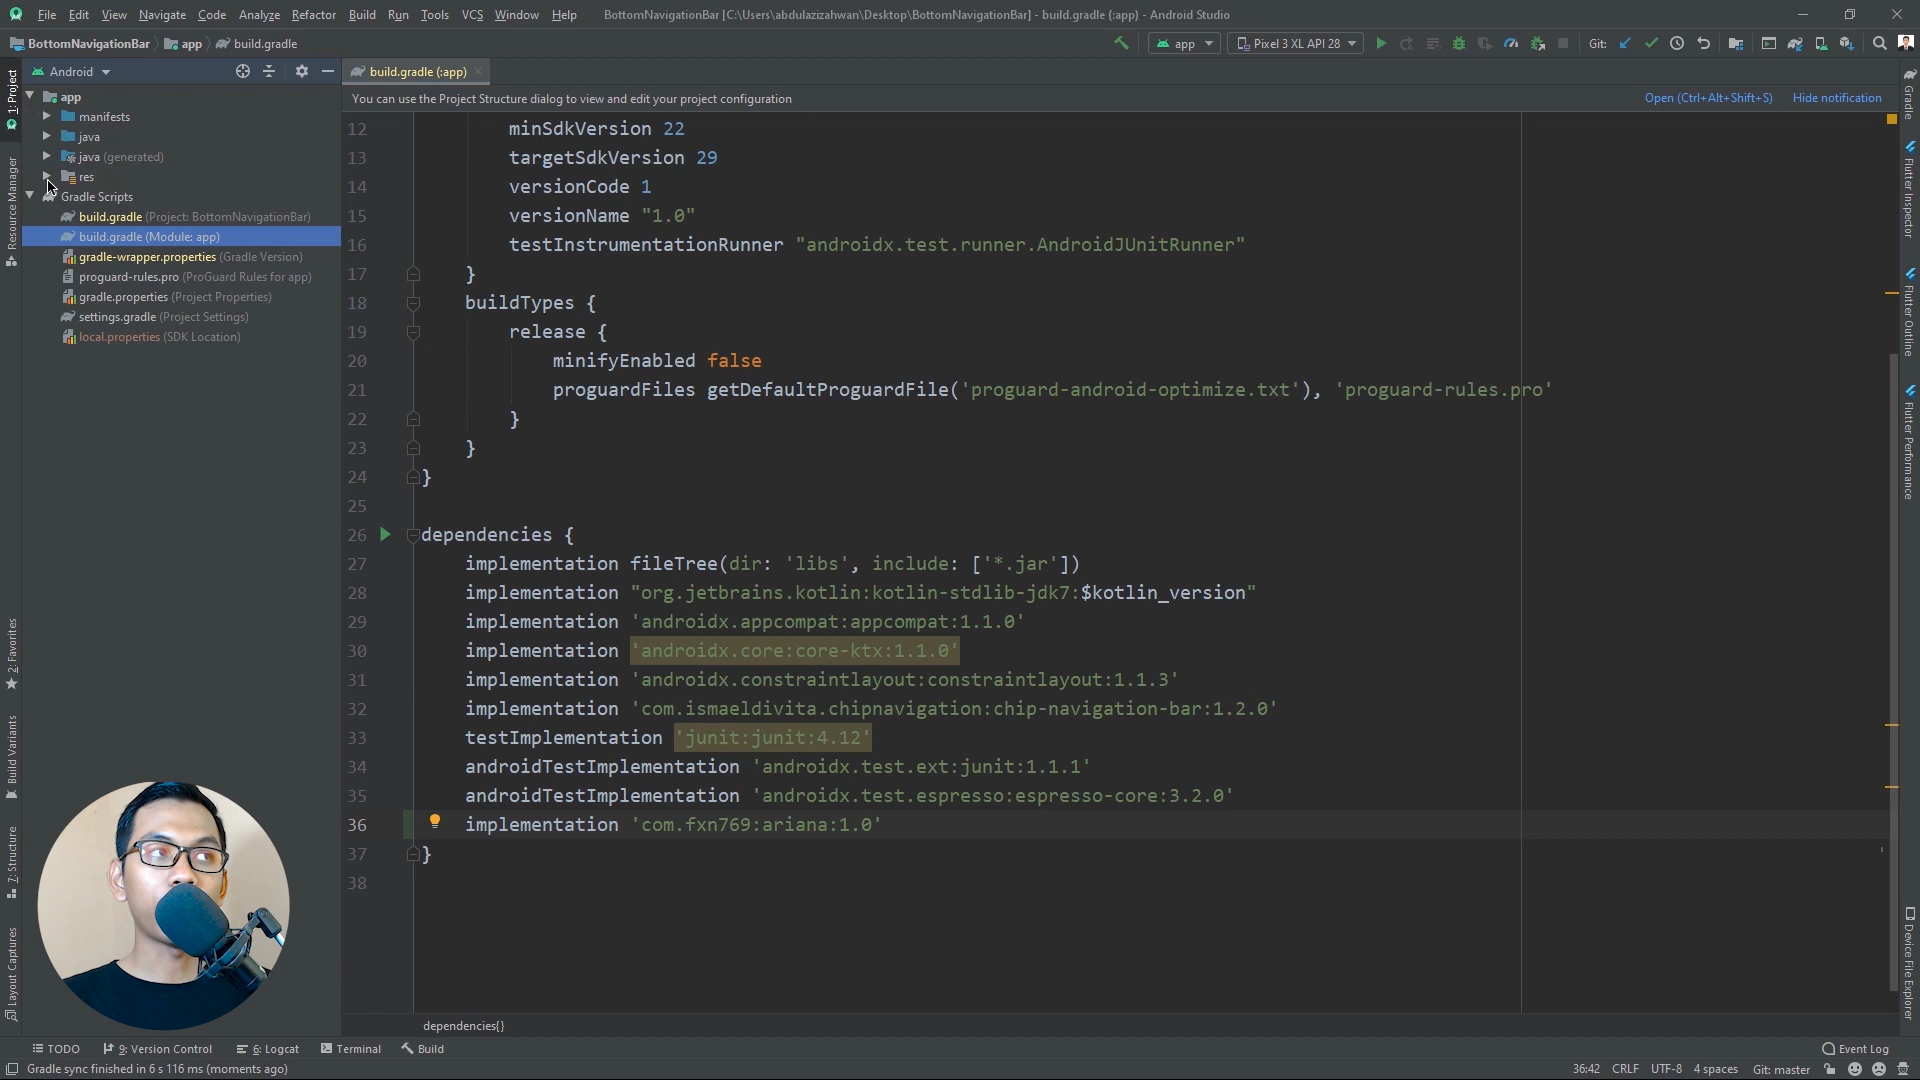 File Edit View Navigate Code Analyze Refactor Build Run Tools VCS Window Help BottomNavigationBar [C:\Users\abdulazizahwan\Desktop\BottomNavigationBar] - build.gradle (:app) - Android Studio
BottomNavigationBar app build.gradle
app Pixel 3 XL API 28 Git:
Android
build.gradle (:app)
You can use the Project Structure dialog to view and edit your project configuration
Open (Ctrl+Alt+Shift+S) Hide notification
1: Project
Resource Manager
2: Favorites
Build Variants
7: Structure
Layout Captures
app
manifests
java
java (generated)
res
Gradle Scripts
build.gradle (Project: BottomNavigationBar)
build.gradle (Module: app)
gradle-wrapper.properties (Gradle Version)
proguard-rules.pro (ProGuard Rules for app)
gradle.properties (Project Properties)
settings.gradle (Project Settings)
local.properties (SDK Location)
12 minSdkVersion 22
13 targetSdkVersion 29
14 versionCode 1
15 versionName "1.0"
16 testInstrumentationRunner "androidx.test.runner.AndroidJUnitRunner"
17 }
18 buildTypes {
19 release {
20 minifyEnabled false
21 proguardFiles getDefaultProguardFile('proguard-android-optimize.txt'), 'proguard-rules.pro'
22 }
23 }
24 }
25
26 dependencies {
27 implementation fileTree(dir: 'libs', include: ['*.jar'])
28 implementation "org.jetbrains.kotlin:kotlin-stdlib-jdk7:$kotlin_version"
29 implementation 'androidx.appcompat:appcompat:1.1.0'
30 implementation 'androidx.core:core-ktx:1.1.0'
31 implementation 'androidx.constraintlayout:constraintlayout:1.1.3'
32 implementation 'com.ismaeldivita.chipnavigation:chip-navigation-bar:1.2.0'
33 testImplementation 'junit:junit:4.12'
34 androidTestImplementation 'androidx.test.ext:junit:1.1.1'
35 androidTestImplementation 'androidx.test.espresso:espresso-core:3.2.0'
36 implementation 'com.fxn769:ariana:1.0'
37 }
38
dependencies{}
Gradle
Flutter Inspector
Flutter Outline
Flutter Performance
Device File Explorer
TODO 9: Version Control 6: Logcat Terminal Build Event Log
Gradle sync finished in 6 s 116 ms (moments ago) 36:42 CRLF UTF-8 4 spaces Git: master